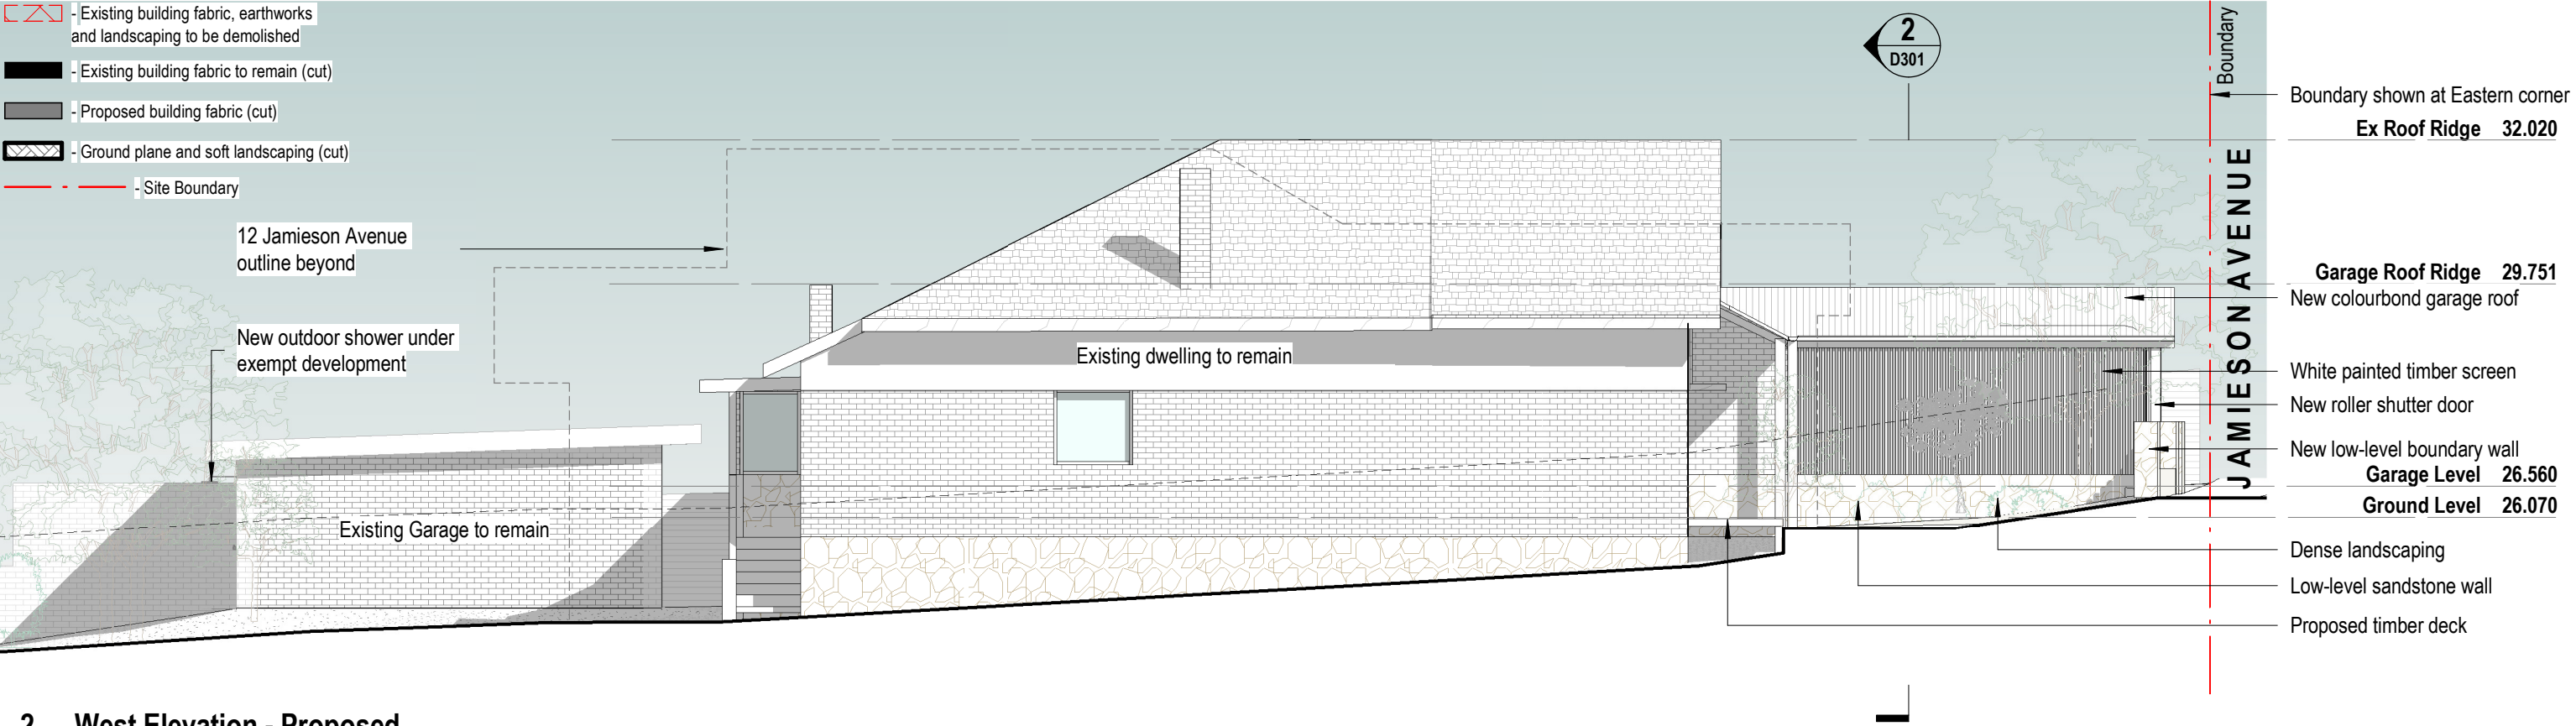 - Existing building fabric, earthworks
and landscaping to be demolished
- Existing building fabric to remain (cut)
- Proposed building fabric (cut)
- Ground plane and soft landscaping (cut)
- Site Boundary
12 Jamieson Avenue
outline beyond
New outdoor shower under
exempt development
Existing Garage to remain
Existing dwelling to remain
2
D301
Boundary
JAMIESON AVENUE
Boundary shown at Eastern corner
Ex Roof Ridge 32.020
Garage Roof Ridge 29.751
New colourbond garage roof
White painted timber screen
New roller shutter door
New low-level boundary wall
Garage Level 26.560
Ground Level 26.070
Dense landscaping
Low-level sandstone wall
Proposed timber deck
2 West Elevation - Proposed